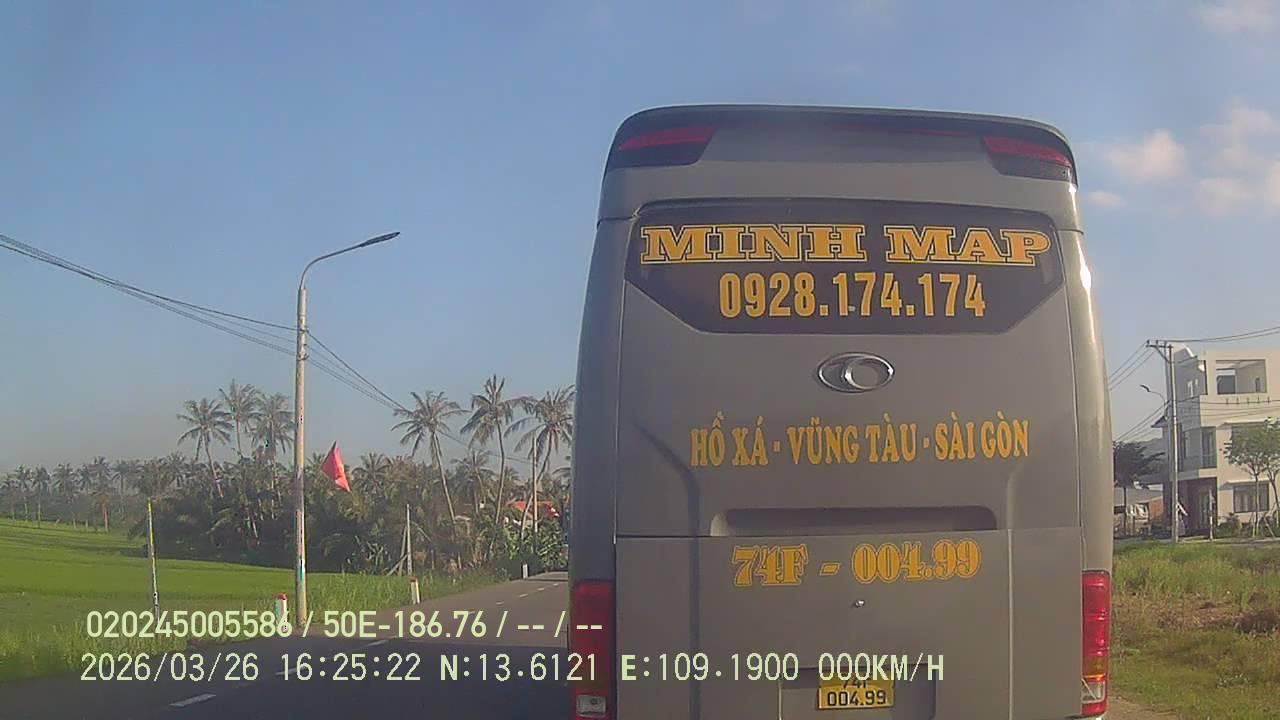 MINH MAP
0928.174.174
HỒ XÁ - VŨNG TÀU - SÀI GÒN
74F - 004.99
020245005586 / 50E-186.76 / -- / --
2026/03/26 16:25:22 N:13.6121 E:109.1900 000KM/H
74F
004.99